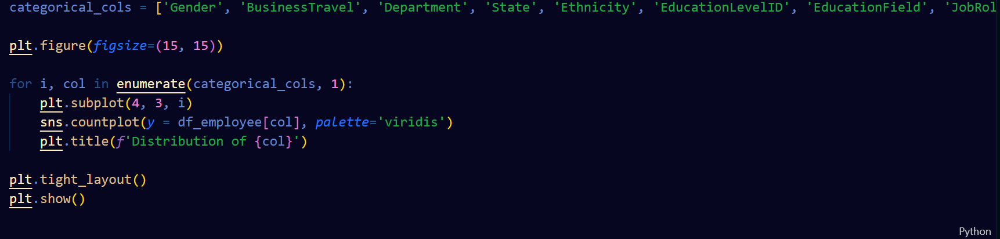 categorical_cols = ['Gender', 'BusinessTravel', 'Department', 'State', 'Ethnicity', 'EducationLevelID', 'EducationField', 'JobRol
plt.figure(figsize=(15, 15))
for i, col in enumerate(categorical_cols, 1):
    plt.subplot(4, 3, i)
    sns.countplot(y = df_employee[col], palette='viridis')
    plt.title(f'Distribution of {col}')
plt.tight_layout()
plt.show()
Python